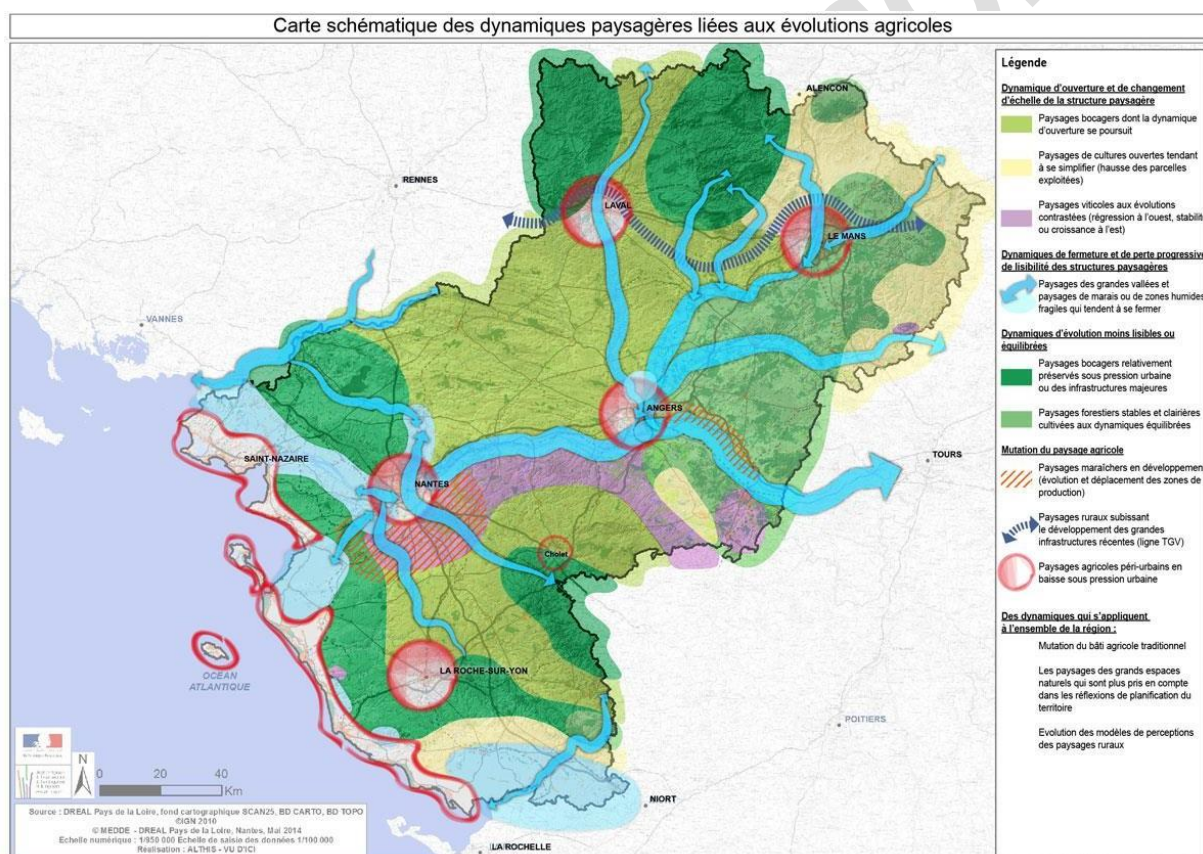 Carte schématique des dynamiques paysagères liées aux évolutions agricoles
Légende
Dynamique d'ouverture et de changement
d'échelle de la structure paysagère
Paysages bocagers dont la dynamique
d'ouverture se poursuit
Paysages de cultures ouvertes tendant
à se simplifier (hausse des parcelles
exploitées)
Paysages viticoles aux évolutions
contrastées (régression à l'ouest, stabilit
ou croissance à l'est)
Dynamiques de fermeture et de perte progressive
de lisibilité des structures paysagères
Paysages des grandes vallées et
paysages de marais ou de zones humides
fragiles qui tendent à se fermer
Dynamiques d'évolution moins lisibles ou
équilibrées
Paysages bocagers relativement
préservés sous pression urbaine
ou des infrastructures majeures
Paysages forestiers stables et clairières
cultivées aux dynamiques équilibrées
Mutation du paysage agricole
Paysages maraîchers en développemen
(évolution et déplacement des zones de
production)
Paysages ruraux subissant
le développement des grandes
infrastructures récentes (ligne TGV)
Paysages agricoles péri-urbains en
baisse sous pression urbaine
Des dynamiques qui s'appliquent
à l'ensemble de la région :
Mutation du bâti agricole traditionnel
Les paysages des grands espaces
naturels qui sont plus pris en compte
dans les réflexions de planification du
territoire
Evolution des modèles de perceptions
des paysages ruraux
ALENCON
RENNES
LAVAL
LE MANS
VANNES
ANGERS
TOURS
SAINT-NAZAIRE
NANTES
Cholet
LA ROCHE-SUR-YON
OCEAN
ATLANTIQUE
POITIERS
NIORT
LA ROCHELLE
N
0 20 40
Km
Source : DREAL Pays de la Loire, fond cartographique SCAN25, BD CARTO, BD TOPO
©IGN 2010
© MEDDE - DREAL Pays de la Loire, Nantes, Mai 2014
Echelle numérique : 1/950 000 Echelle de saisie des données 1/100 000
Réalisation : ALTHIS - VU D'ICI